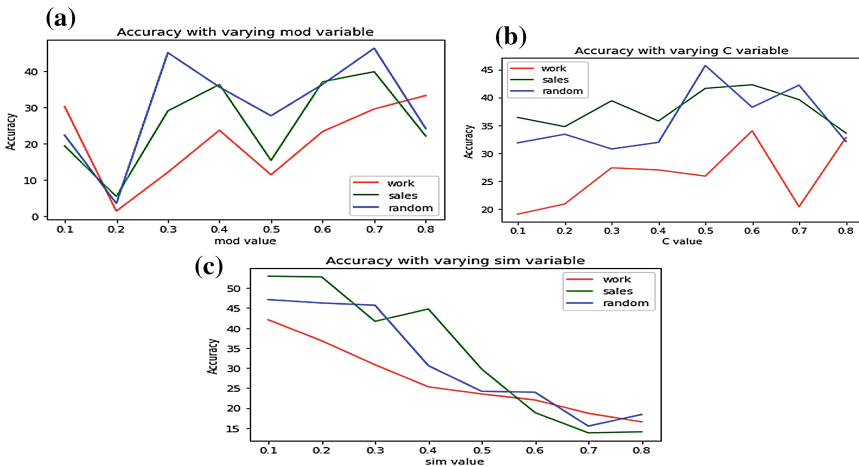 (a)
Accuracy with varying mod variable
Accuracy
40
30
20
10
0
0.1 0.2 0.3 0.4 0.5 0.6 0.7 0.8
mod value
work
sales
random
(b)
Accuracy with varying C variable
Accuracy
45
40
35
30
25
20
0.1 0.2 0.3 0.4 0.5 0.6 0.7 0.8
C value
work
sales
random
(c)
Accuracy with varying sim variable
Accuracy
50
45
40
35
30
25
20
15
0.1 0.2 0.3 0.4 0.5 0.6 0.7 0.8
sim value
work
sales
random